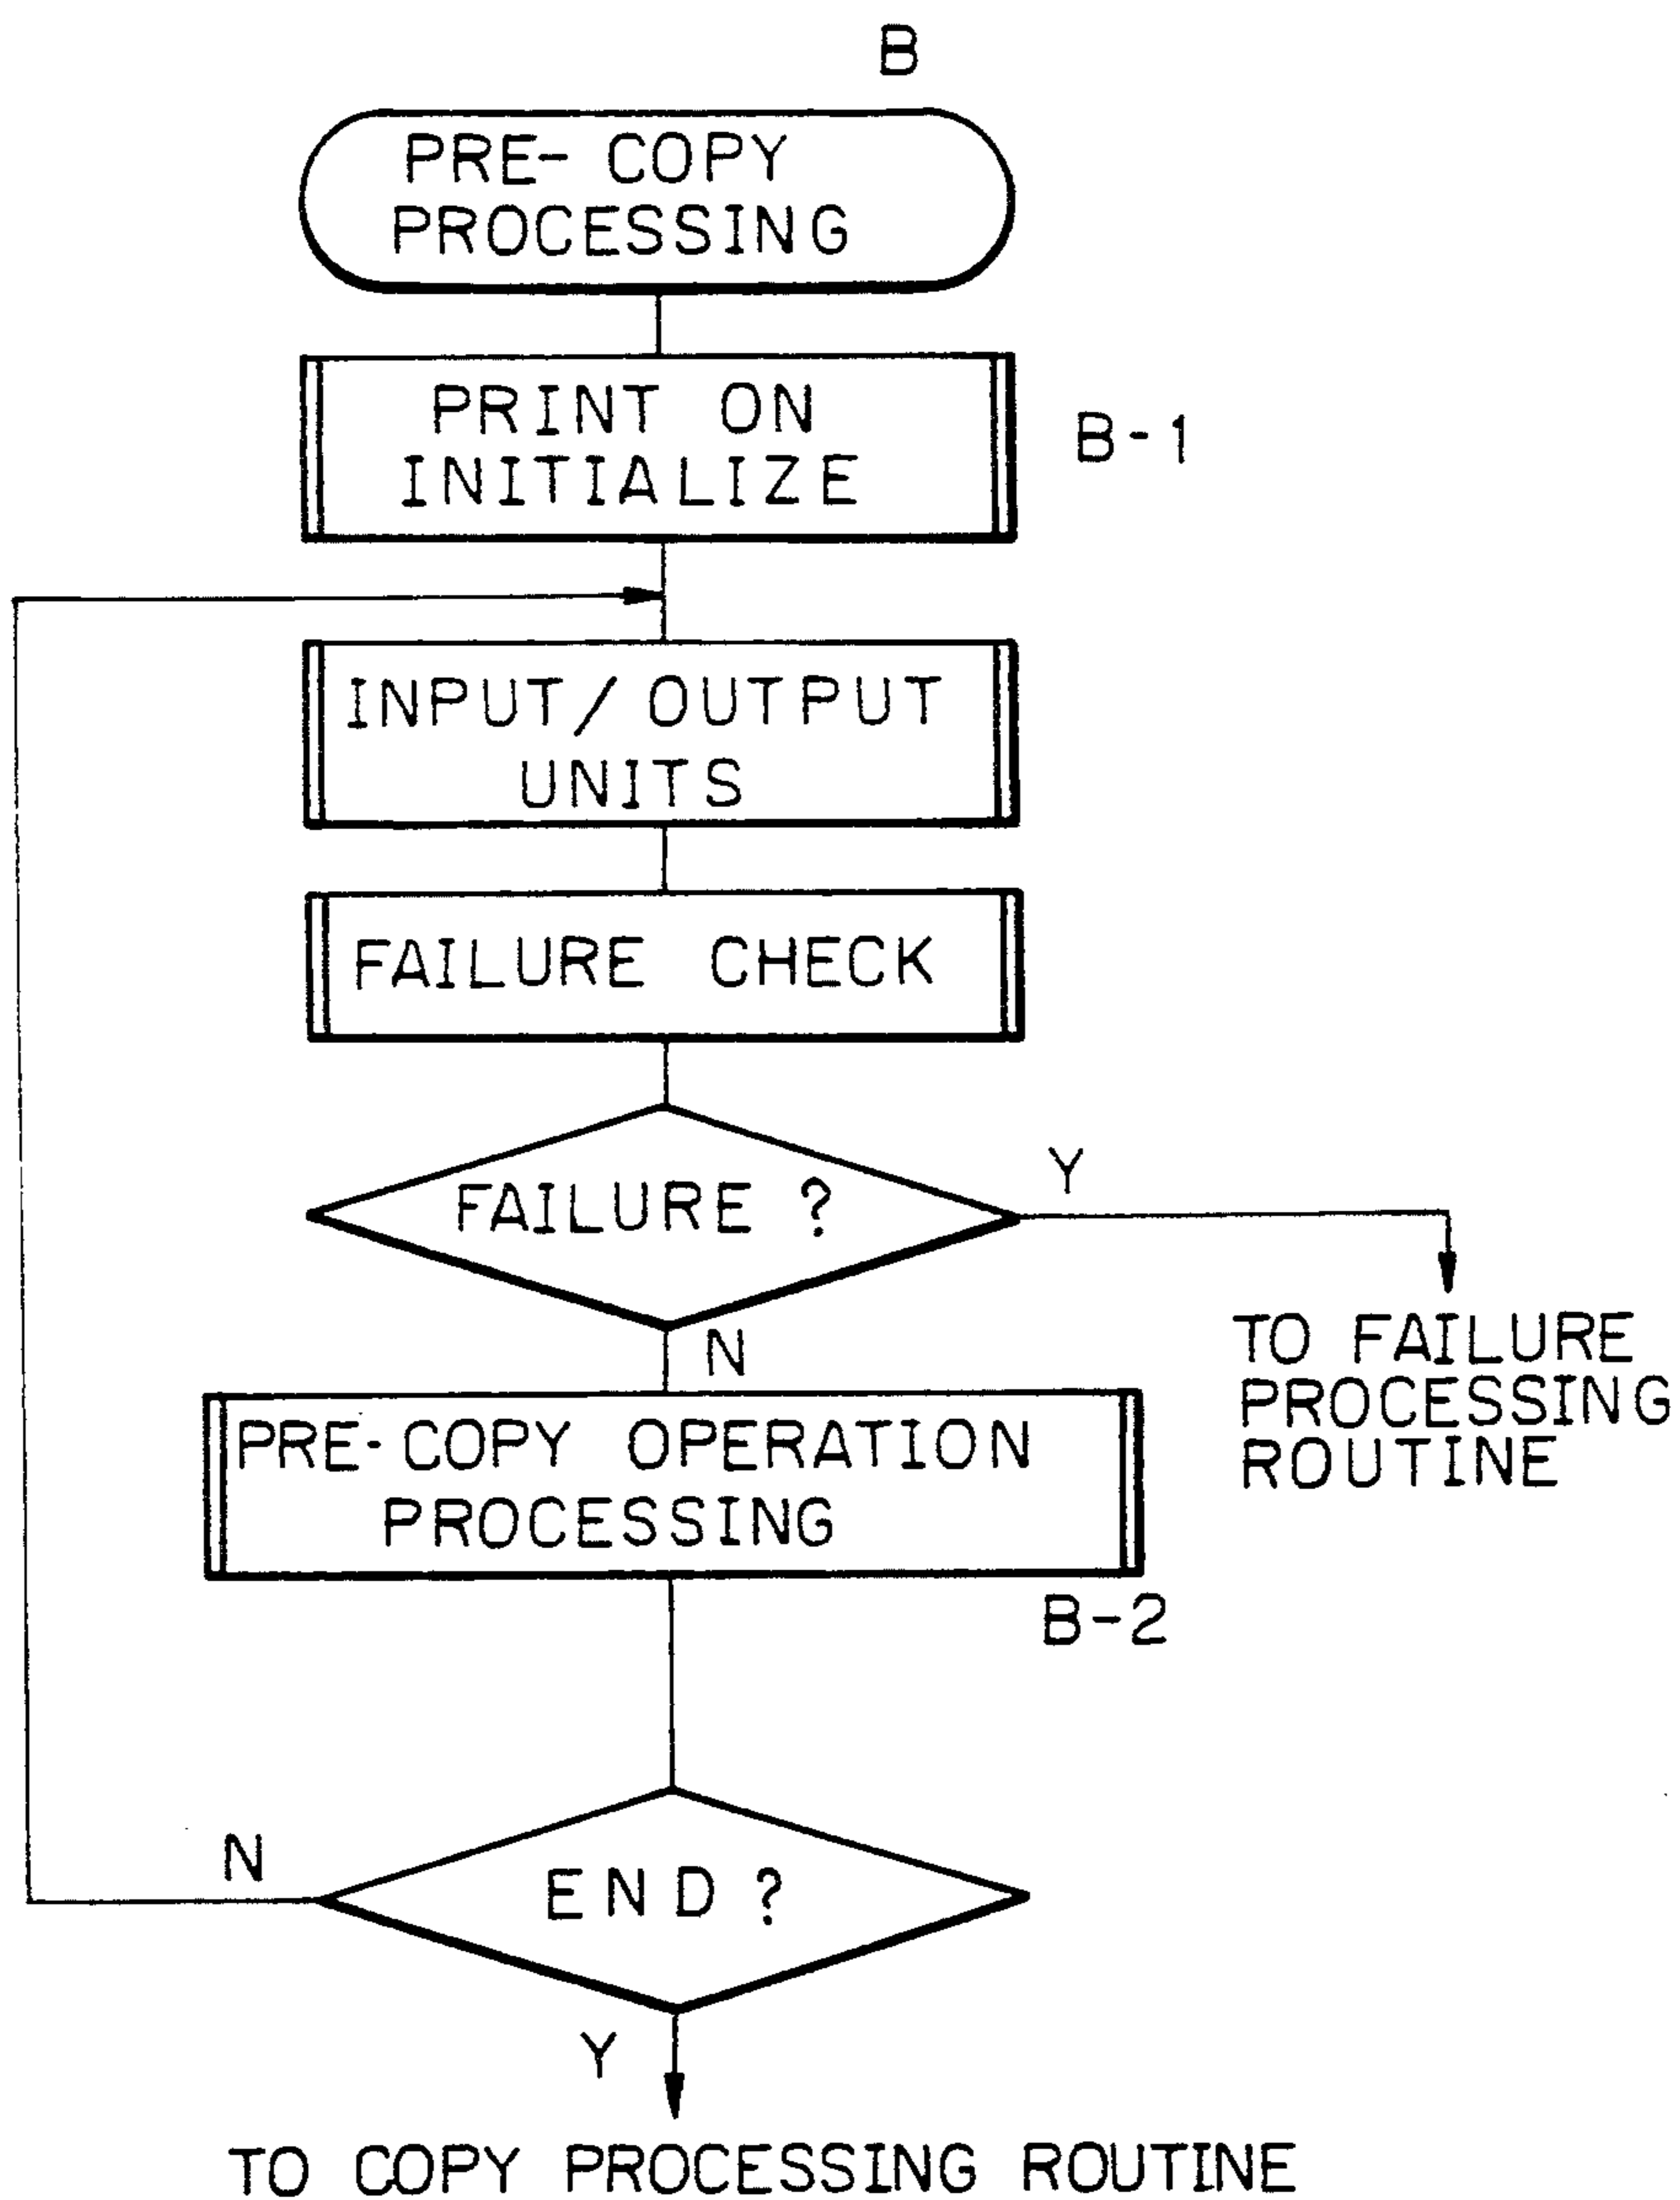 B
PRE- COPY
PROCESSING
PRINT ON
INITIALIZE
B-1
INPUT/OUTPUT
UNITS
FAILURE CHECK
FAILURE ?
Y
N
TO FAILURE
PROCESSING
ROUTINE
PRE-COPY OPERATION
PROCESSING
B-2
N
END ?
Y
TO COPY PROCESSING ROUTINE